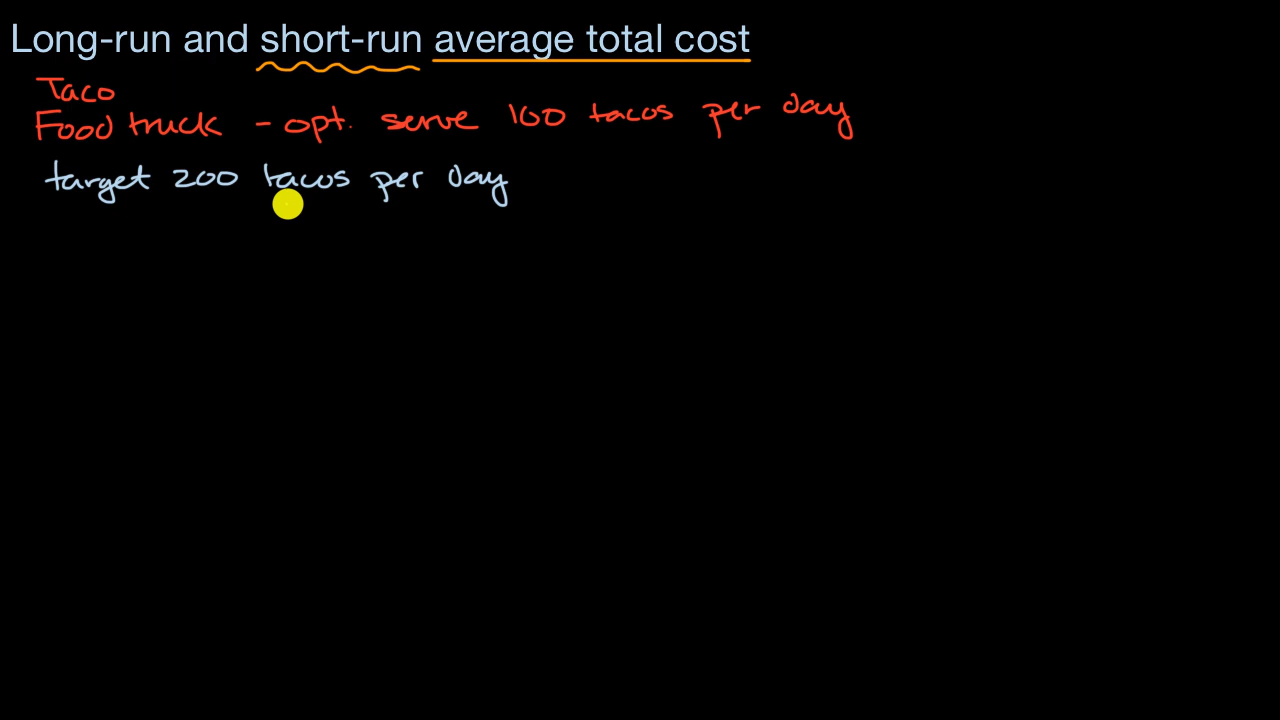 Long-run and short-run average total cost
Taco
Food truck - opt. serve 100 tacos per day
target 200 tacos per day